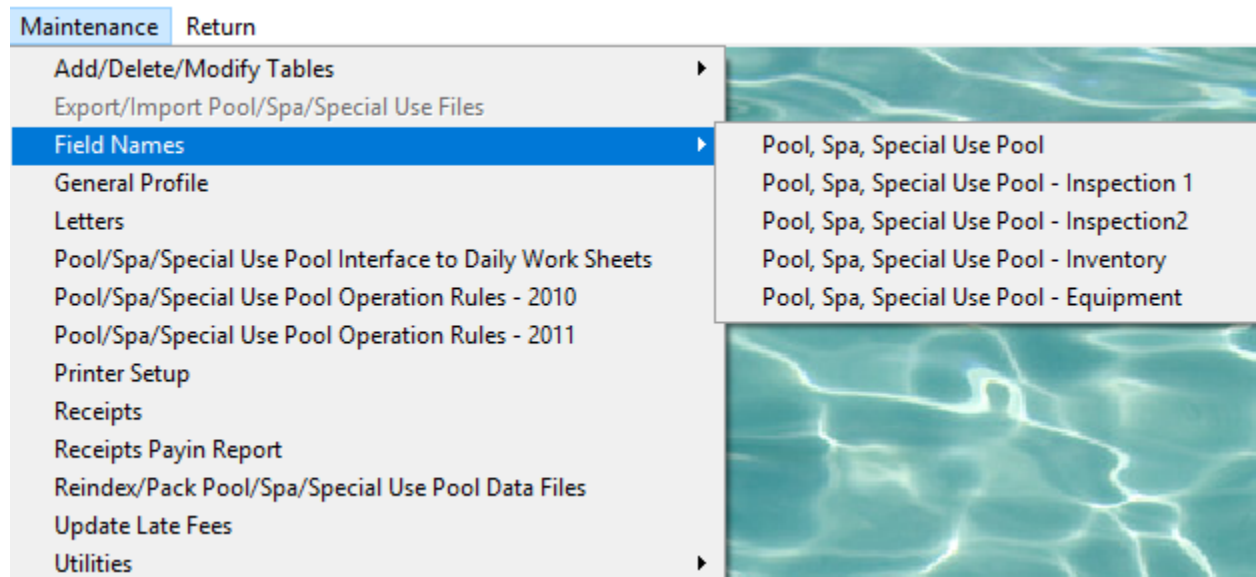 Maintenance Return
Add/Delete/Modify Tables
Export/Import Pool/Spa/Special Use Files
Field Names
General Profile
Letters
Pool/Spa/Special Use Pool Interface to Daily Work Sheets
Pool/Spa/Special Use Pool Operation Rules - 2010
Pool/Spa/Special Use Pool Operation Rules - 2011
Printer Setup
Receipts
Receipts Payin Report
Reindex/Pack Pool/Spa/Special Use Pool Data Files
Update Late Fees
Utilities
Pool, Spa, Special Use Pool
Pool, Spa, Special Use Pool - Inspection 1
Pool, Spa, Special Use Pool - Inspection2
Pool, Spa, Special Use Pool - Inventory
Pool, Spa, Special Use Pool - Equipment